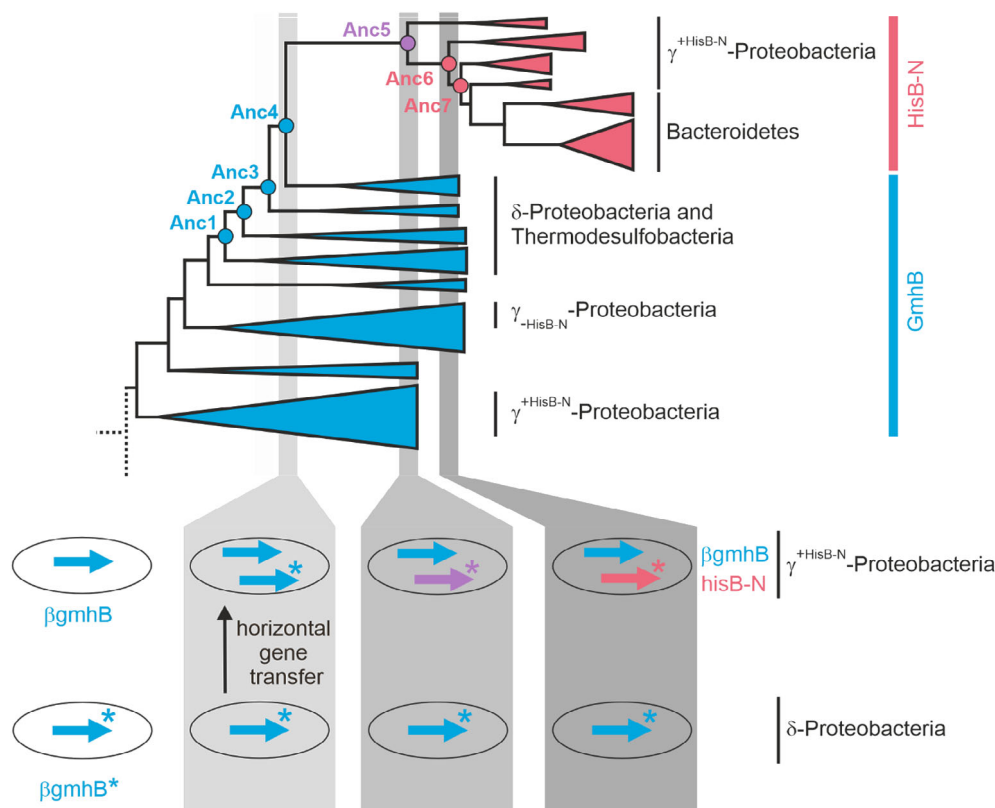 Anc5
γ+HisB-N-Proteobacteria
Anc6
Anc7
HisB-N
Anc4
Bacteroidetes
Anc3
Anc2
Anc1
δ-Proteobacteria and
Thermodesulfobacteria
GmhB
γ-HisB-N-Proteobacteria
γ+HisB-N-Proteobacteria
*
*
*
βgmhB
hisB-N
γ+HisB-N-Proteobacteria
βgmhB
horizontal
gene
transfer
*
*
*
*
δ-Proteobacteria
βgmhB*